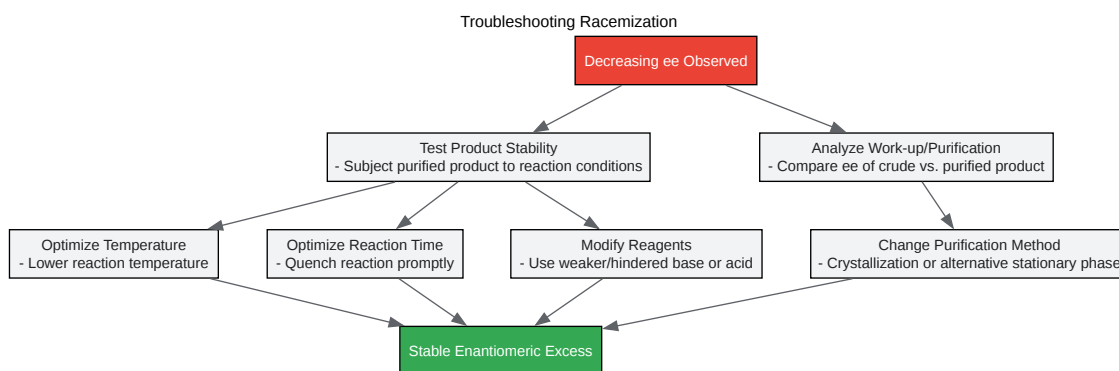 Troubleshooting Racemization
Decreasing ee Observed
Test Product Stability
- Subject purified product to reaction conditions
Analyze Work-up/Purification
- Compare ee of crude vs. purified product
Optimize Temperature
- Lower reaction temperature
Optimize Reaction Time
- Quench reaction promptly
Modify Reagents
- Use weaker/hindered base or acid
Change Purification Method
- Crystallization or alternative stationary phase
Stable Enantiomeric Excess